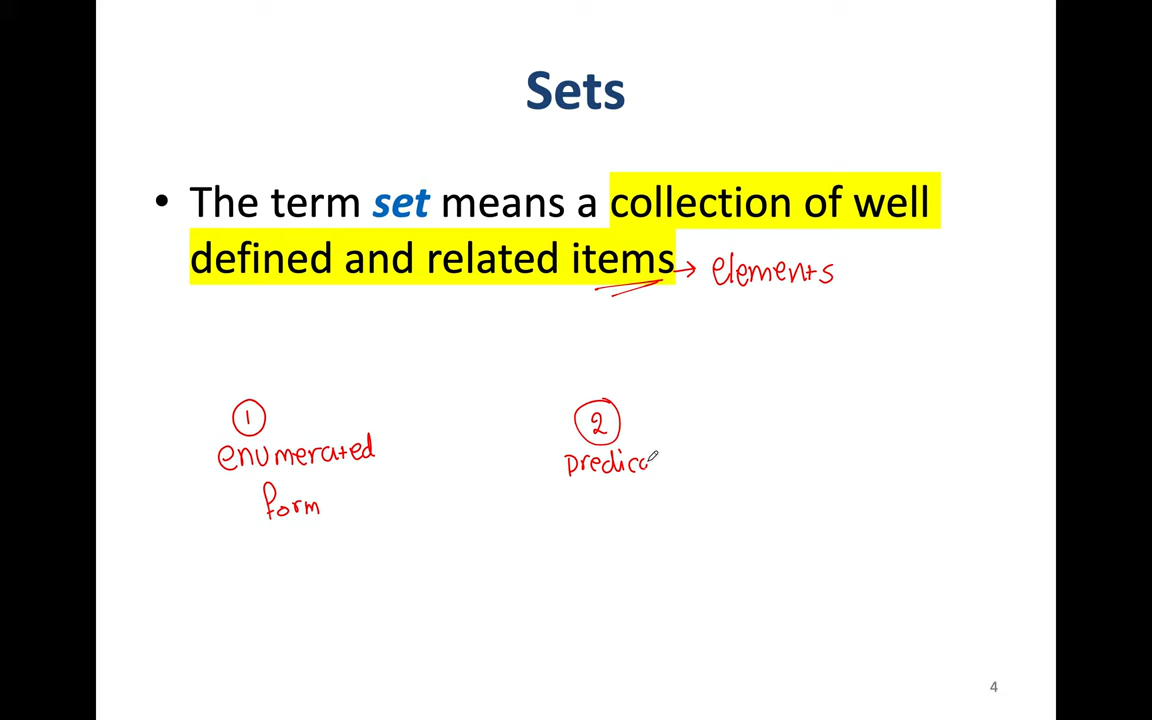 Sets
• The term set means a collection of well
defined and related items → elements
1
enumerated
form
2
predica
4